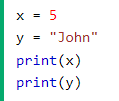 x = 5
y = "John"
print(x)
print(y)